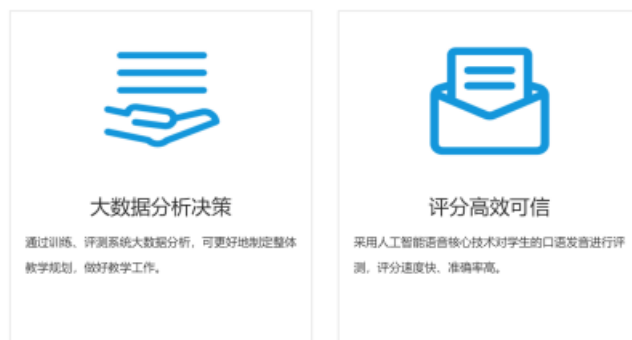 大数据分析决策
通过训练、评测系统大数据分析，可更好地制定整体
教学规划，做好教学工作。
评分高效可信
采用人工智能语音核心技术对学生的口语发音进行评
测，评分速度快、准确率高。